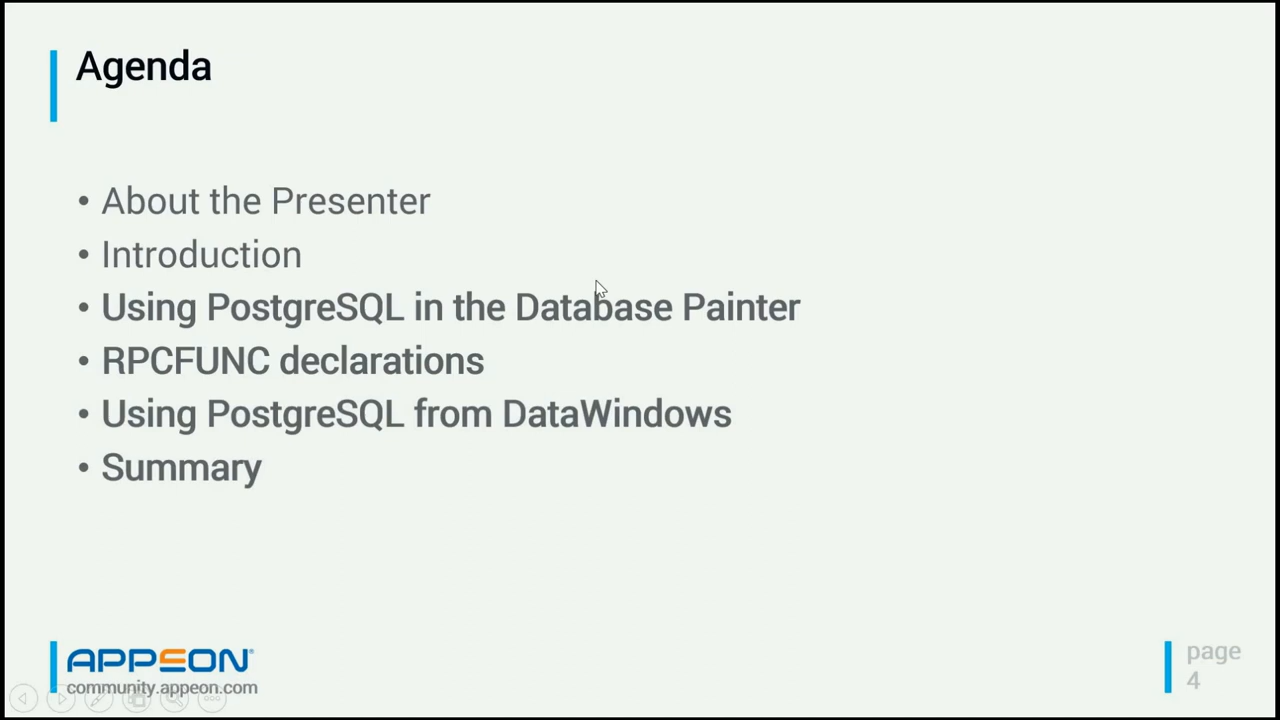 Agenda
• About the Presenter
• Introduction
• Using PostgreSQL in the Database Painter
• RPCFUNC declarations
• Using PostgreSQL from DataWindows
• Summary
APPEON®
community.appeon.com
page
4